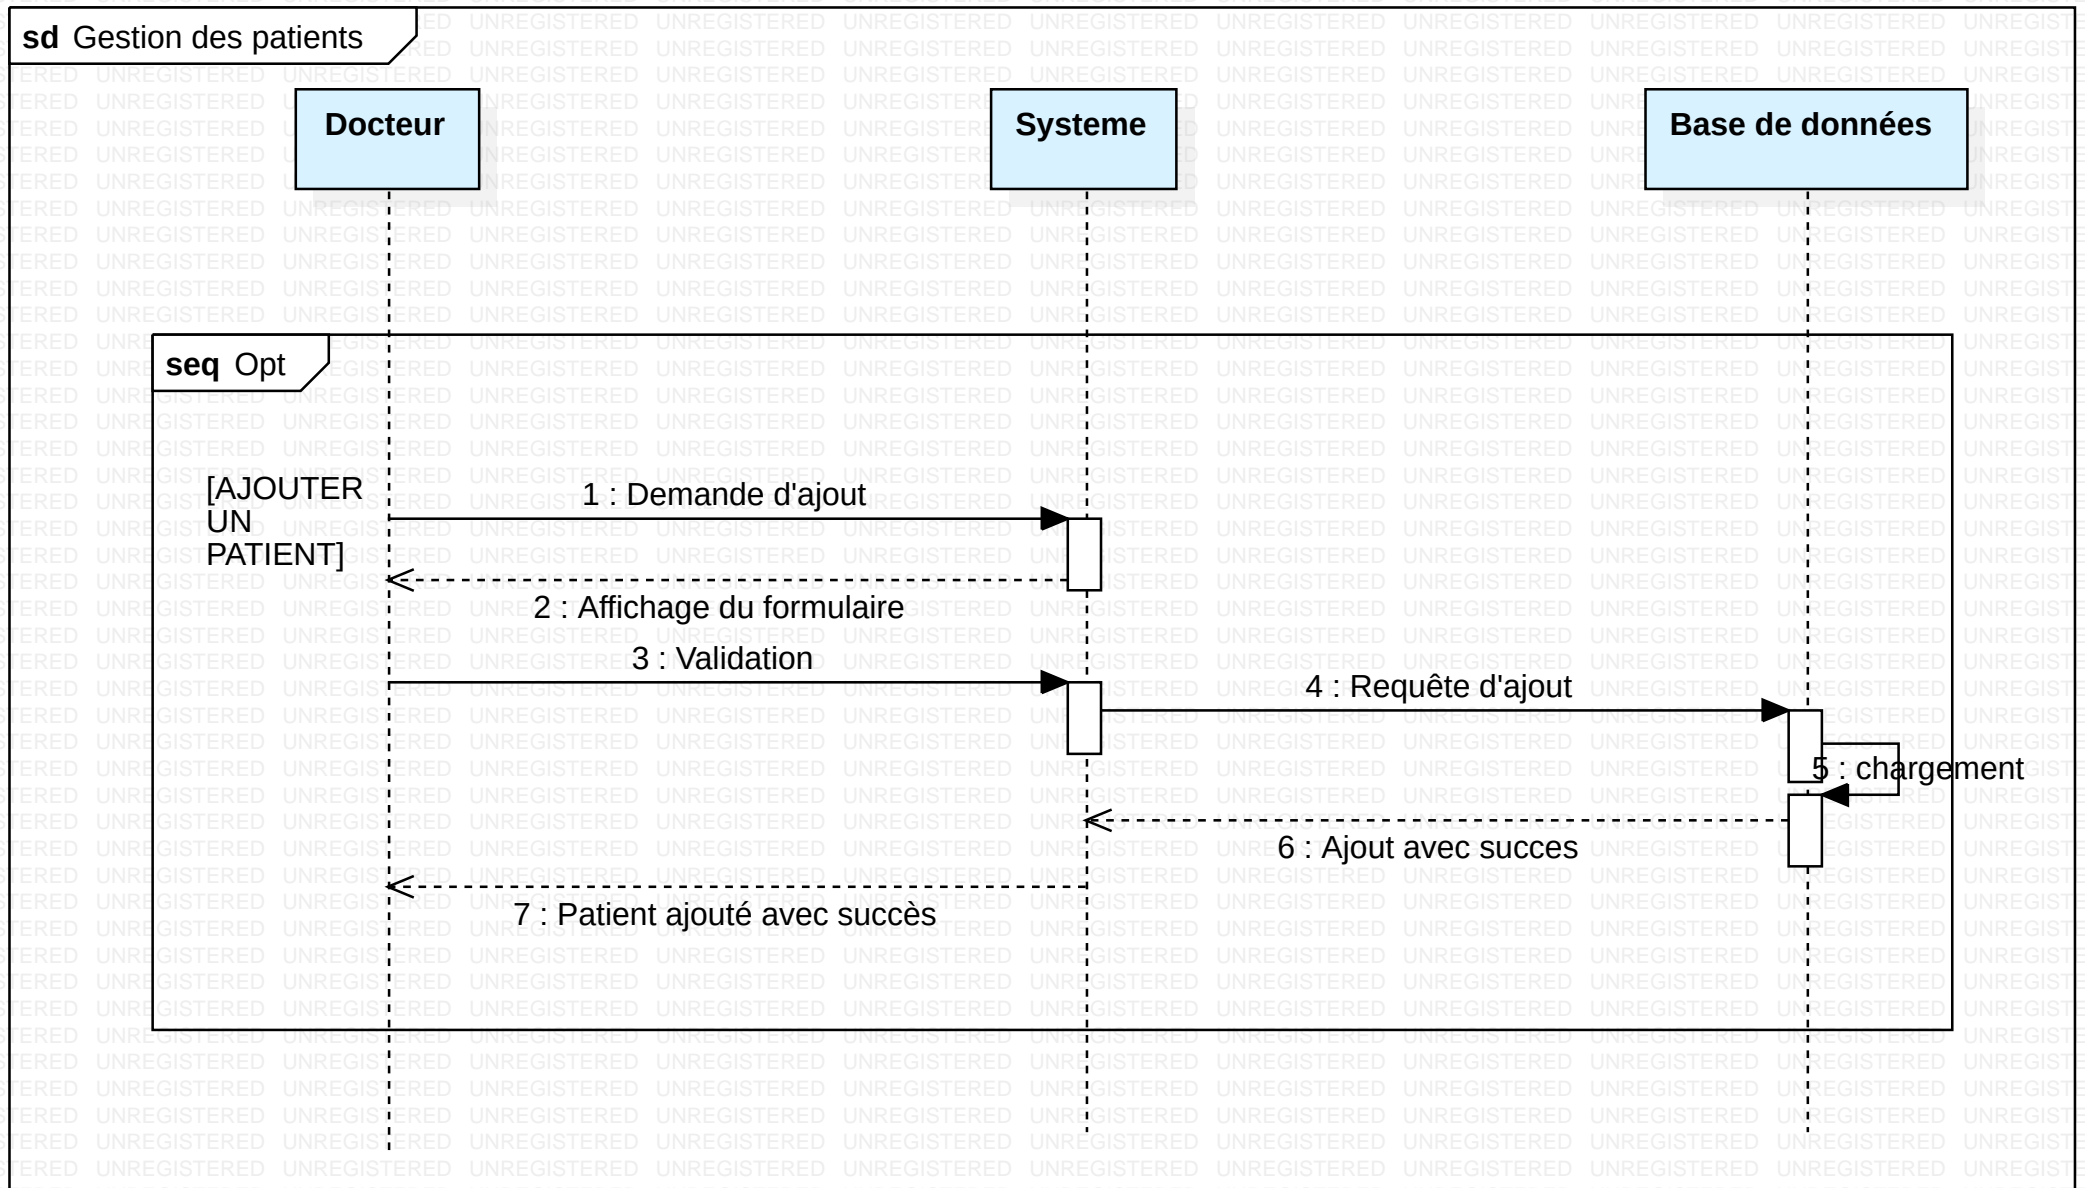 sd Gestion des patients
Docteur
Systeme
Base de données
seq Opt
[AJOUTER
UN
PATIENT]
1 : Demande d'ajout
2 : Affichage du formulaire
3 : Validation
4 : Requête d'ajout
5 : chargement
6 : Ajout avec succes
7 : Patient ajouté avec succès
UNREGISTERED